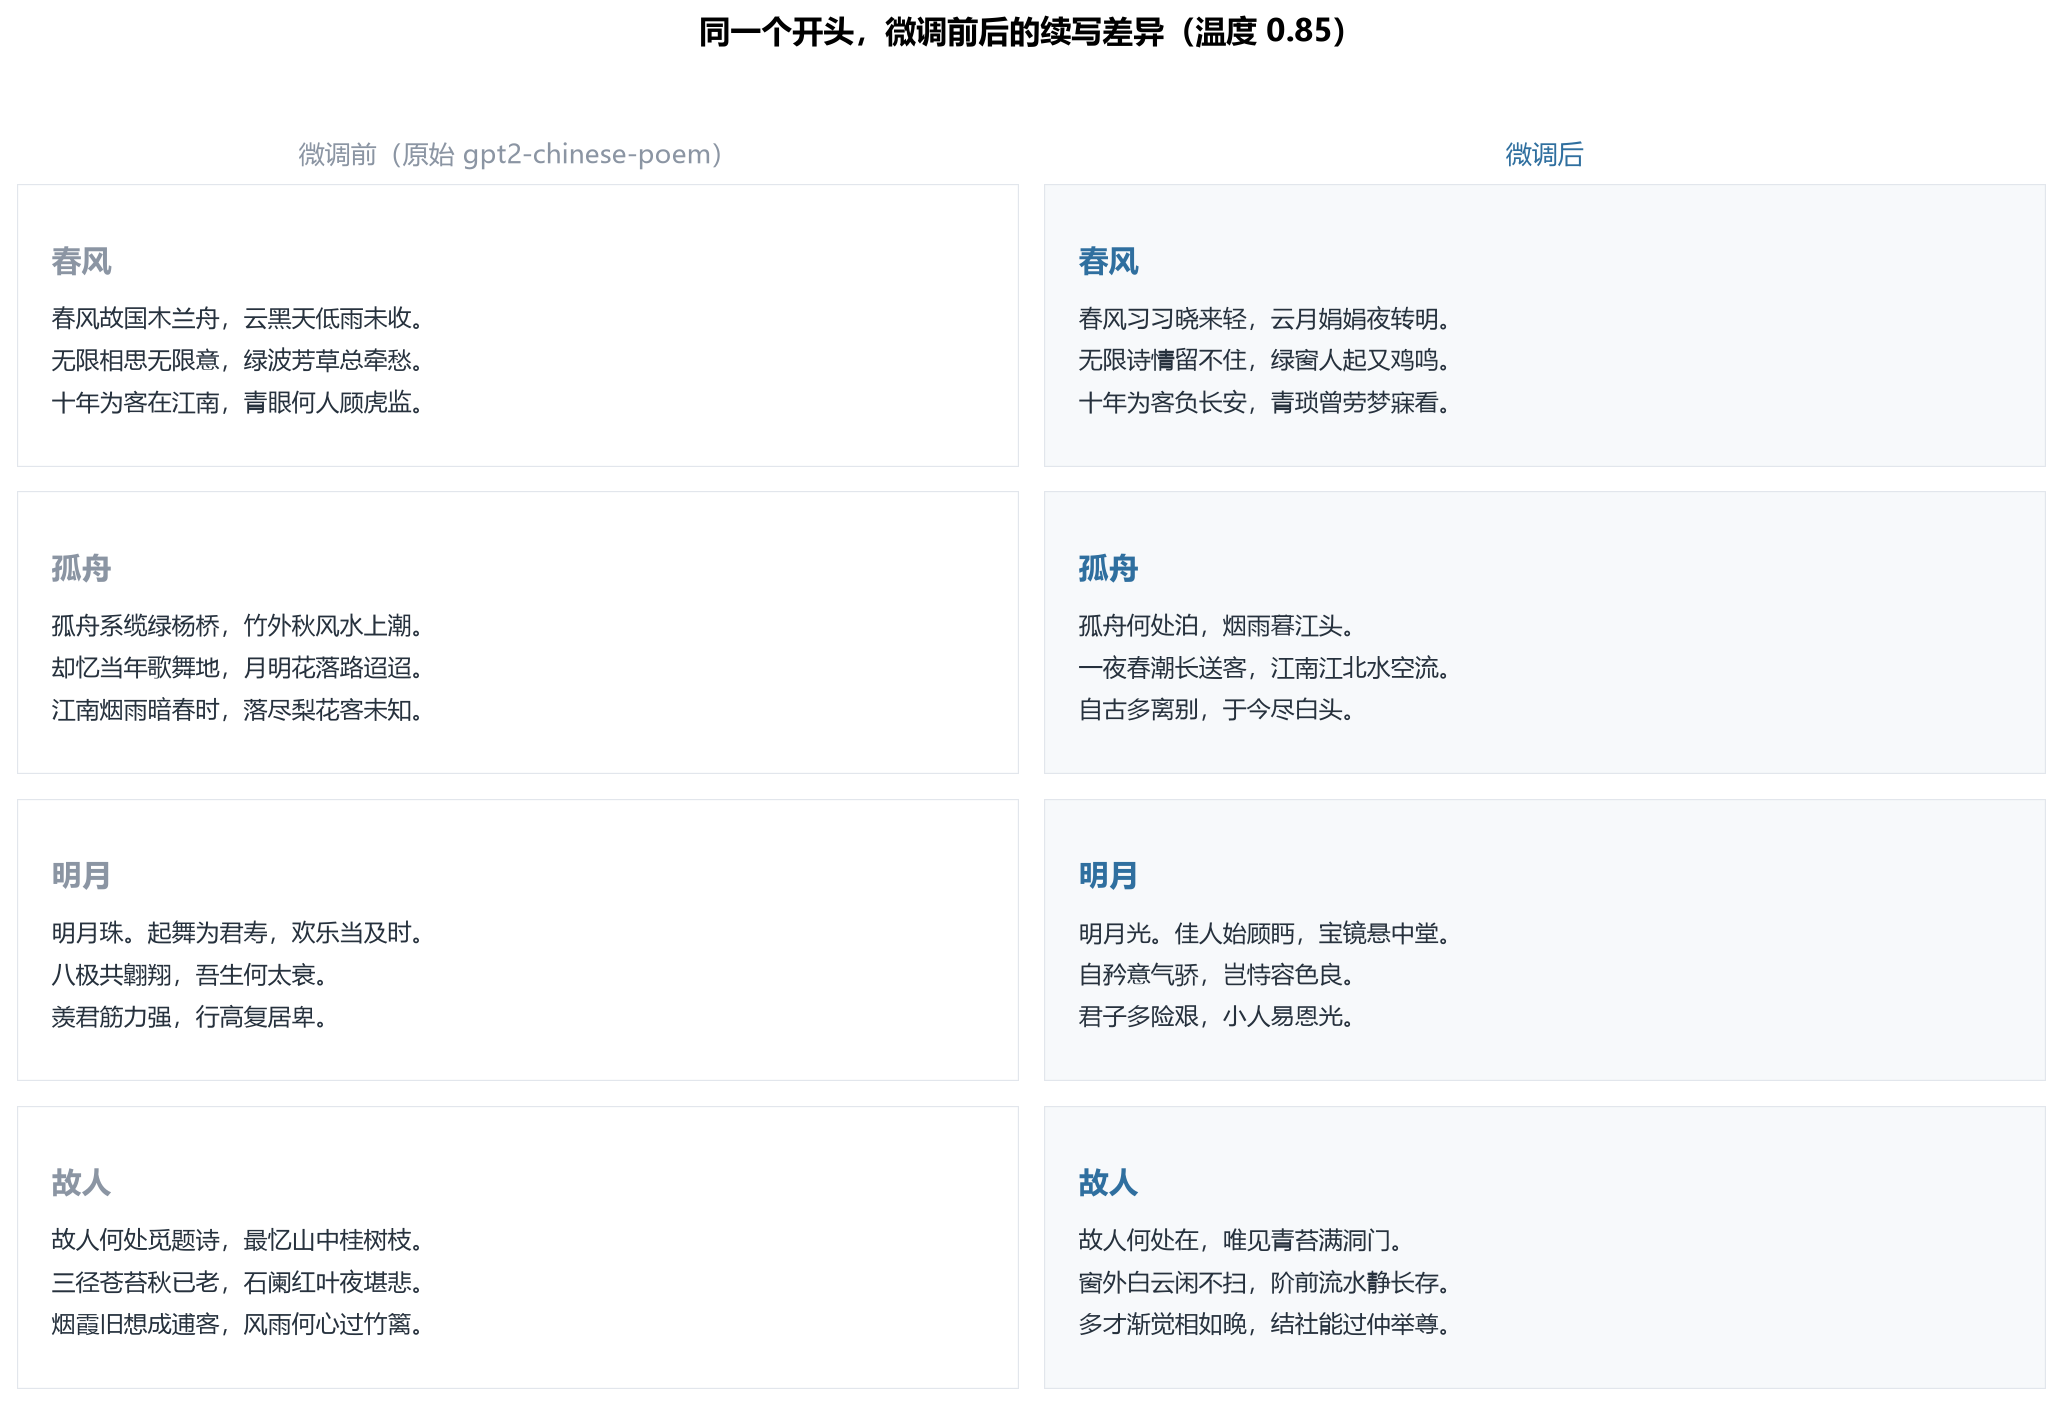 同一个开头，微调前后的续写差异（温度 0.85）
微调前（原始 gpt2-chinese-poem）
春风
春风故国木兰舟，云黑天低雨未收。
无限相思无限意，绿波芳草总牵愁。
十年为客在江南，青眼何人顾虎监。
孤舟
孤舟系缆绿杨桥，竹外秋风水上潮。
却忆当年歌舞地，月明花落路迢迢。
江南烟雨暗春时，落尽梨花客未知。
明月
明月珠。起舞为君寿，欢乐当及时。
八极共翱翔，吾生何太衰。
羡君筋力强，行高复居卑。
故人
故人何处觅题诗，最忆山中桂树枝。
三径苍苔秋已老，石阑红叶夜堪悲。
烟霞旧想成逋客，风雨何心过竹篱。
微调后
春风
春风习习晓来轻，云月娟娟夜转明。
无限诗情留不住，绿窗人起又鸡鸣。
十年为客负长安，青琐曾劳梦寐看。
孤舟
孤舟何处泊，烟雨暮江头。
一夜春潮长送客，江南江北水空流。
自古多离别，于今尽白头。
明月
明月光。佳人始顾眄，宝镜悬中堂。
自矜意气骄，岂恃容色良。
君子多险艰，小人易恩光。
故人
故人何处在，唯见青苔满洞门。
窗外白云闲不扫，阶前流水静长存。
多才渐觉相如晚，结社能过仲举尊。